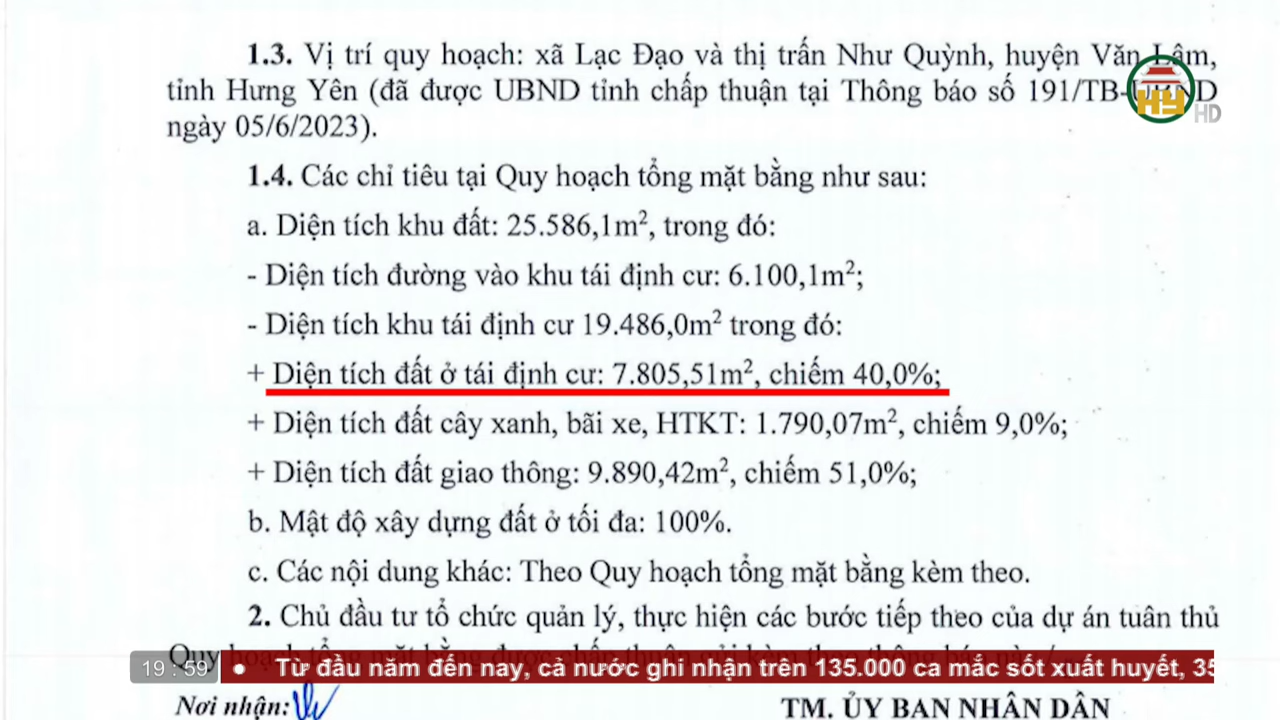 1.3. Vị trí quy hoạch: xã Lạc Đạo và thị trấn Như Quỳnh, huyện Văn Lâm,
tỉnh Hưng Yên (đã được UBND tỉnh chấp thuận tại Thông báo số 191/TB-UBND
HY HD
ngày 05/6/2023).
1.4. Các chỉ tiêu tại Quy hoạch tổng mặt bằng như sau:
a. Diện tích khu đất: 25.586,1m², trong đó:
- Diện tích đường vào khu tái định cư: 6.100,1m²;
- Diện tích khu tái định cư 19.486,0m² trong đó:
+ Diện tích đất ở tái định cư: 7.805,51m², chiếm 40,0%;
+ Diện tích đất cây xanh, bãi xe, HTKT: 1.790,07m², chiếm 9,0%;
+ Diện tích đất giao thông: 9.890,42m², chiếm 51,0%;
b. Mật độ xây dựng đất ở tối đa: 100%.
c. Các nội dung khác: Theo Quy hoạch tổng mặt bằng kèm theo.
2. Chủ đầu tư tổ chức quản lý, thực hiện các bước tiếp theo của dự án tuân thủ
Quy
19 : 59 • Từ đầu năm đến nay, cả nước ghi nhận trên 135.000 ca mắc sốt xuất huyết, 35
Nơi nhận: TM. ỦY BAN NHÂN DÂN